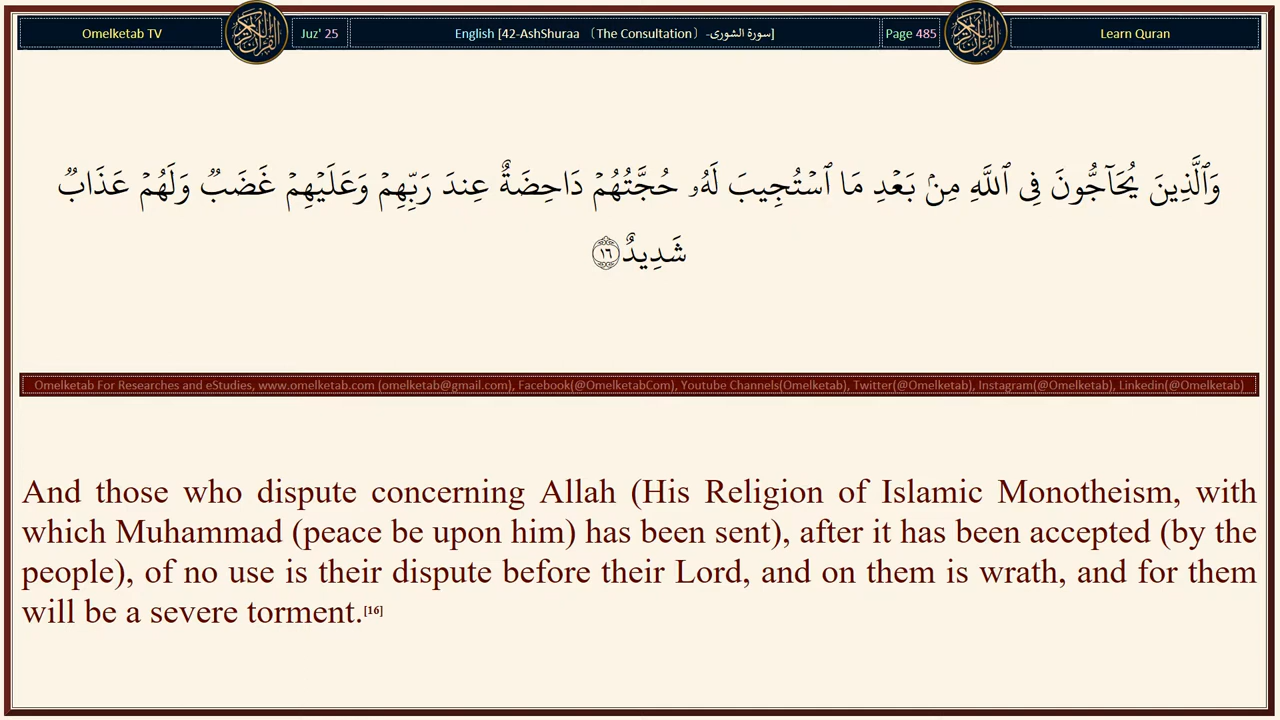 Omelketab TV
Juz' 25
English [42-AshShuraa （The Consultation）-سورة الشورى]
Page 485
Learn Quran
وَٱلَّذِينَ يُحَآجُّونَ فِى ٱللَّهِ مِنۢ بَعْدِ مَا ٱسْتُجِيبَ لَهُۥ حُجَّتُهُمْ دَاحِضَةٌ عِندَ رَبِّهِمْ وَعَلَيْهِمْ غَضَبٌ وَلَهُمْ عَذَابٌ
شَدِيدٌ ١٦
Omelketab For Researches and eStudies, www.omelketab.com (omelketab@gmail.com), Facebook(@OmelketabCom), Youtube Channels(Omelketab), Twitter(@Omelketab), Instagram(@Omelketab), Linkedin(@Omelketab)
And those who dispute concerning Allah (His Religion of Islamic Monotheism, with
which Muhammad (peace be upon him) has been sent), after it has been accepted (by the
people), of no use is their dispute before their Lord, and on them is wrath, and for them
will be a severe torment.[16]